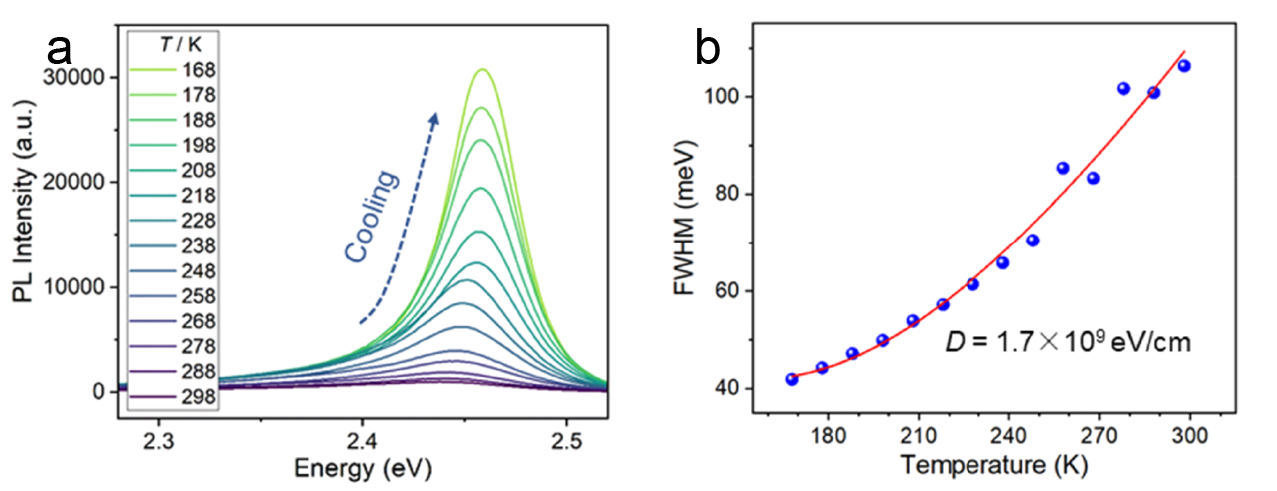 a
T / K
168
178
188
198
208
218
228
238
248
258
268
278
288
298
Cooling
PL Intensity (a.u.)
30000
20000
10000
0
2.3 2.4 2.5
Energy (eV)
b
FWHM (meV)
100
80
60
40
D = 1.7×10⁹ eV/cm
180 210 240 270 300
Temperature (K)